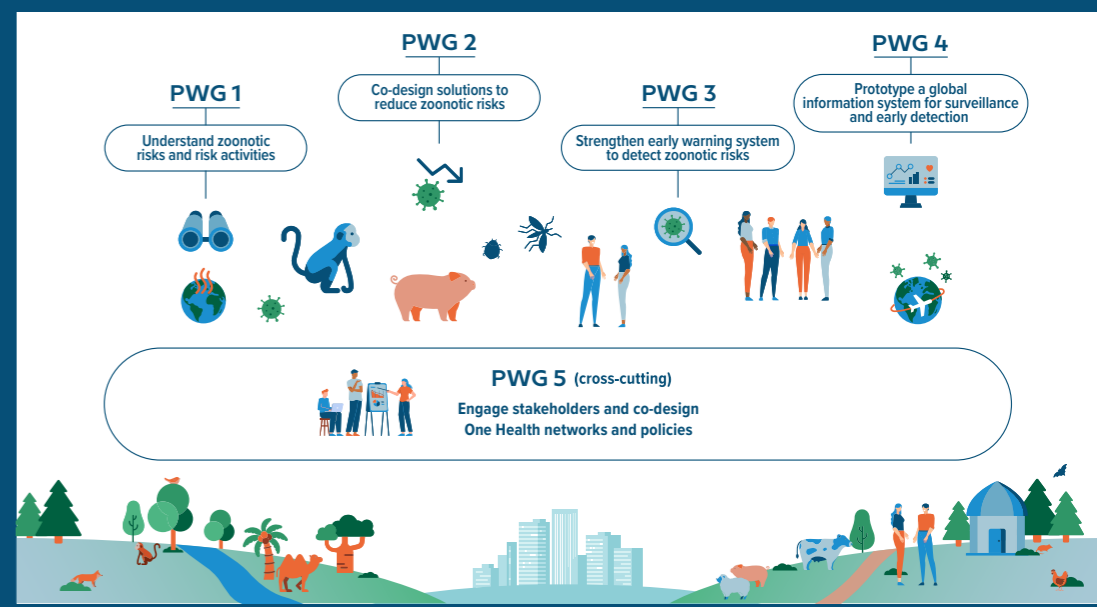 PWG 1
Understand zoonotic
risks and risk activities
PWG 2
Co-design solutions to
reduce zoonotic risks
PWG 3
Strengthen early warning system
to detect zoonotic risks
PWG 4
Prototype a global
information system for surveillance
and early detection
PWG 5 (cross-cutting)
Engage stakeholders and co-design
One Health networks and policies